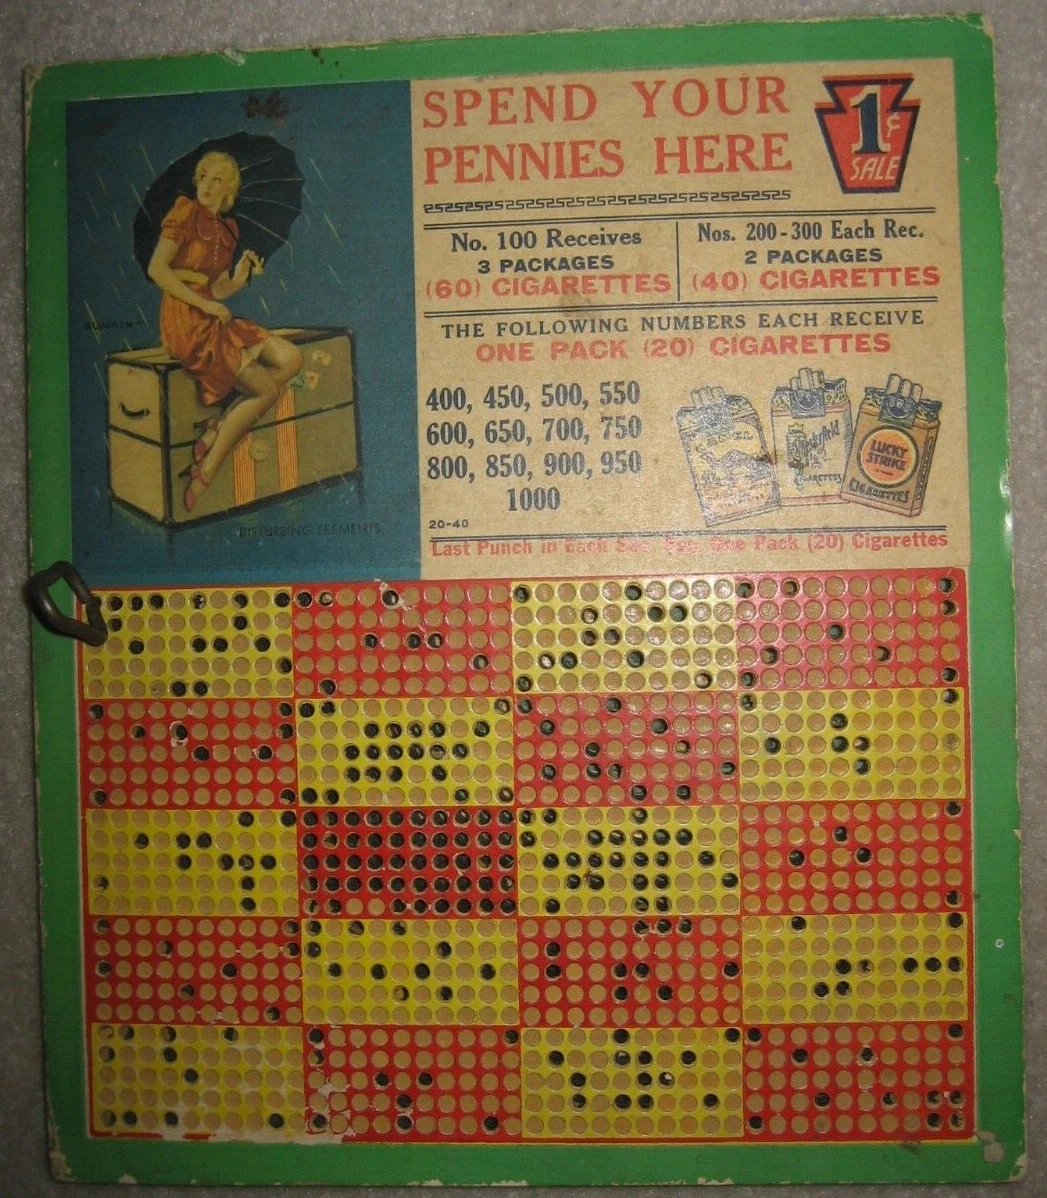 SPEND YOUR
PENNIES HERE
1¢
SALE
No. 100 Receives
3 PACKAGES
(60) CIGARETTES
Nos. 200-300 Each Rec.
2 PACKAGES
(40) CIGARETTES
THE FOLLOWING NUMBERS EACH RECEIVE
ONE PACK (20) CIGARETTES
400, 450, 500, 550
600, 650, 700, 750
800, 850, 900, 950
1000
CAMEL
Chesterfield
CIGARETTES
LUCKY
STRIKE
CIGARETTES
20-40
Last Punch in Each Sec. One Pack (20) Cigarettes
DISTURBING ELEMENTS